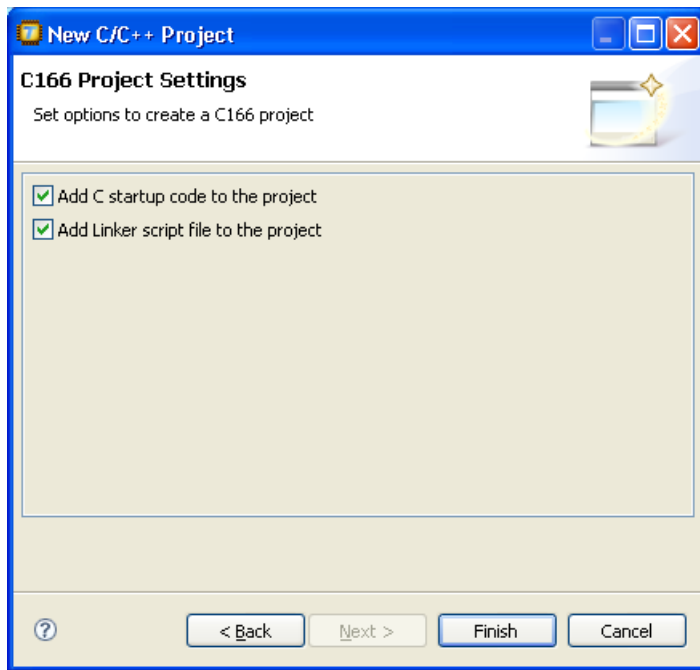 New C/C++ Project
C166 Project Settings
Set options to create a C166 project
Add C startup code to the project
Add Linker script file to the project
?
< Back
Next >
Finish
Cancel